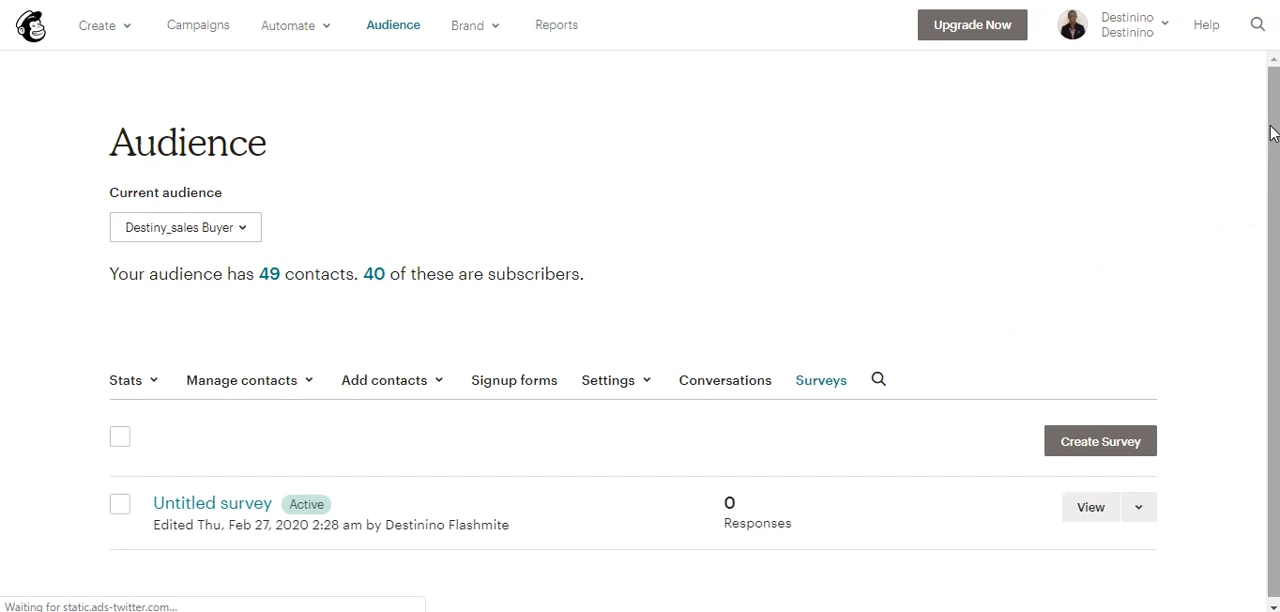 Create
Campaigns
Automate
Audience
Brand
Reports
Upgrade Now
Destinino
Destinino
Help
Audience
Current audience
Destiny_sales Buyer
Your audience has 49 contacts. 40 of these are subscribers.
Stats
Manage contacts
Add contacts
Signup forms
Settings
Conversations
Surveys
Create Survey
Untitled survey
Active
Edited Thu, Feb 27, 2020 2:28 am by Destinino Flashmite
0
Responses
View
Waiting for static.ads-twitter.com...